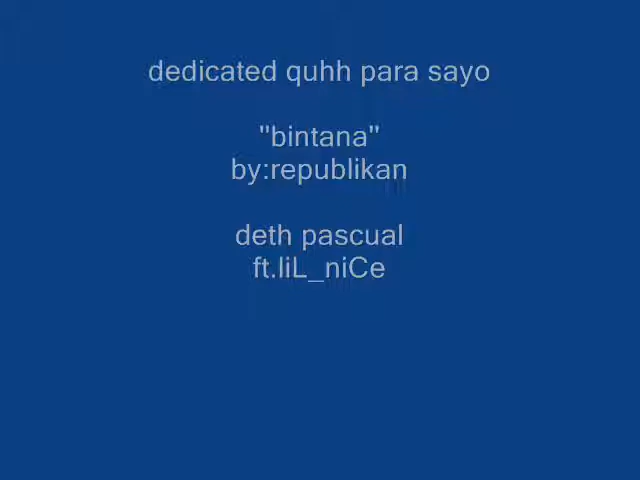 dedicated quhh para sayo
"bintana"
by:republikan
deth pascual
ft.liL_niCe